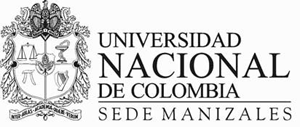 UNIVERSIDAD
NACIONAL
DE COLOMBIA
SEDE MANIZALES